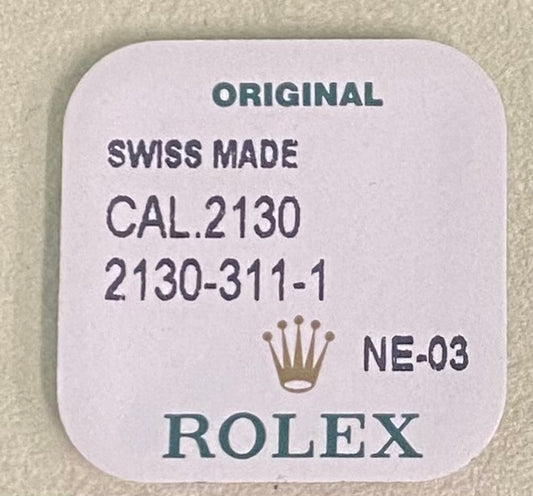 ORIGINAL
SWISS MADE
CAL.2130
2130-311-1
NE-03
ROLEX